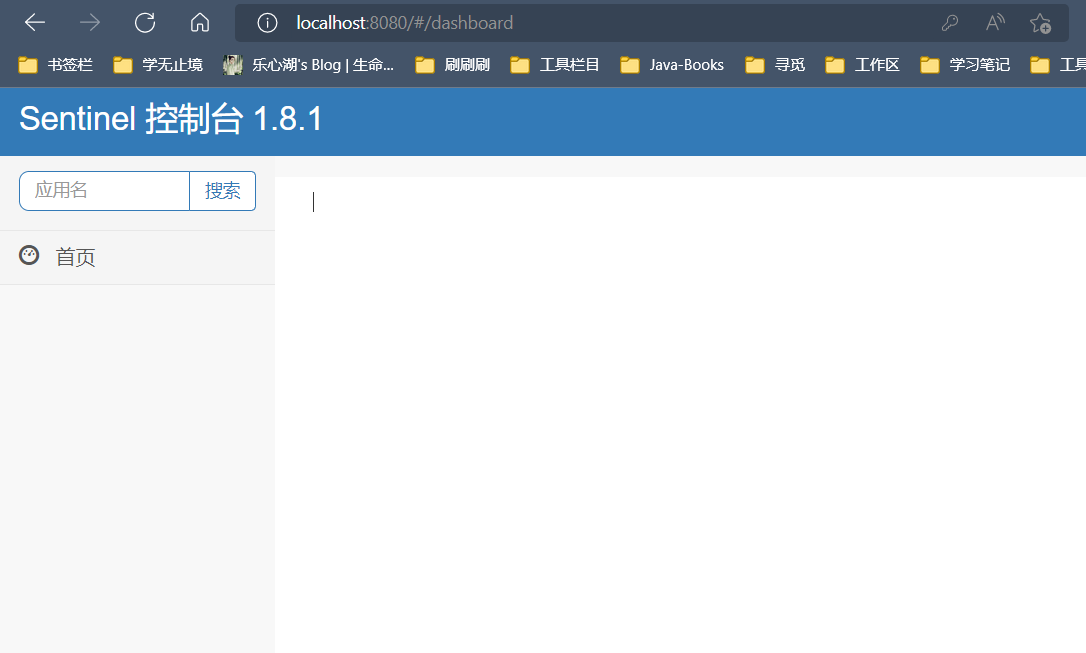 localhost:8080/#/dashboard
书签栏 学无止境 乐心湖's Blog | 生命... 刷刷刷 工具栏目 Java-Books 寻觅 工作区 学习笔记 工具
Sentinel 控制台 1.8.1
应用名 搜索
首页